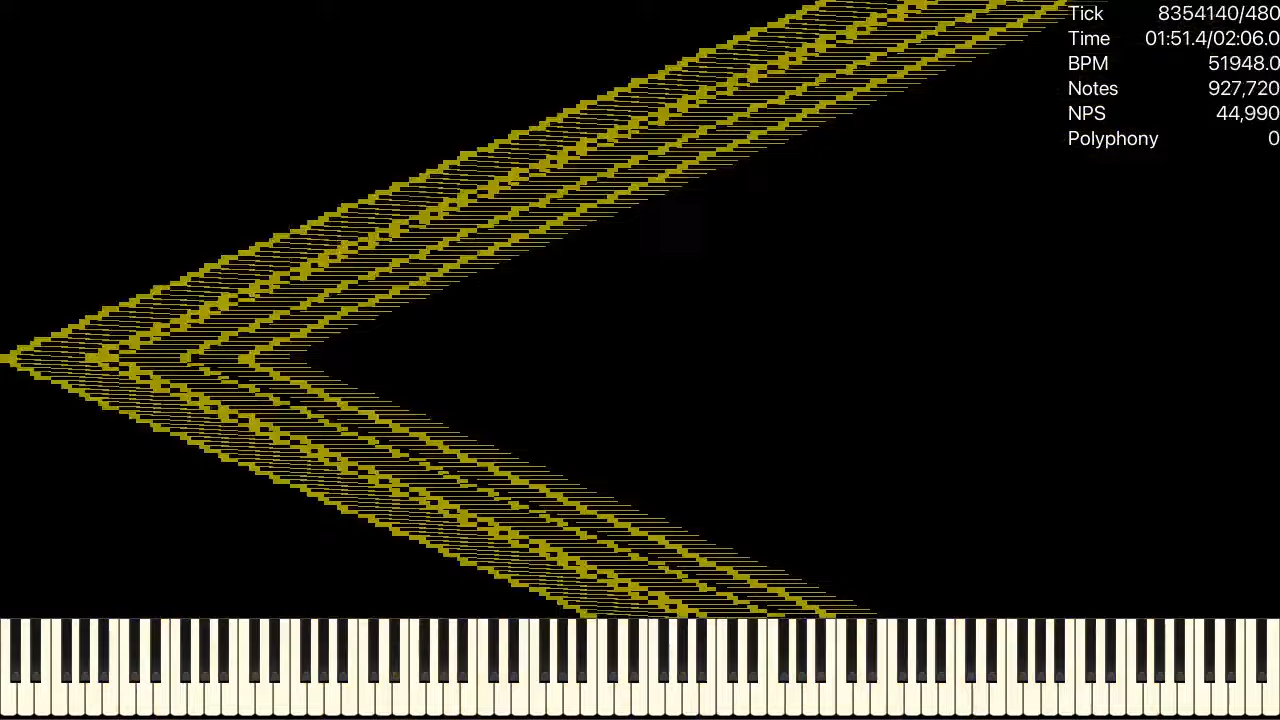 Tick 8354140/480
Time 01:51.4/02:06.0
BPM 51948.0
Notes 927,720
NPS 44,990
Polyphony 0